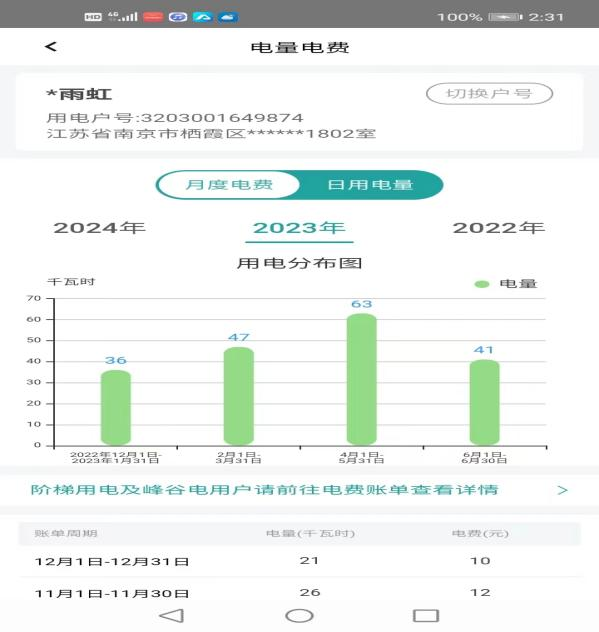 HD 4G 100% 2:31
电量电费
*雨虹
切换户号
用电户号:3203001649874
江苏省南京市栖霞区******1802室
月度电费 日用电量
2024年 2023年 2022年
用电分布图
千瓦时 电量
70
60
50
40
30
20
10
0
36 47 63 41
2022年12月1日-
2023年1月31日
2月1日-
3月31日
4月1日-
5月31日
6月1日-
6月30日
阶梯用电及峰谷电用户请前往电费账单查看详情 >
账单周期 电量(千瓦时) 电费(元)
12月1日-12月31日 21 10
11月1日-11月30日 26 12